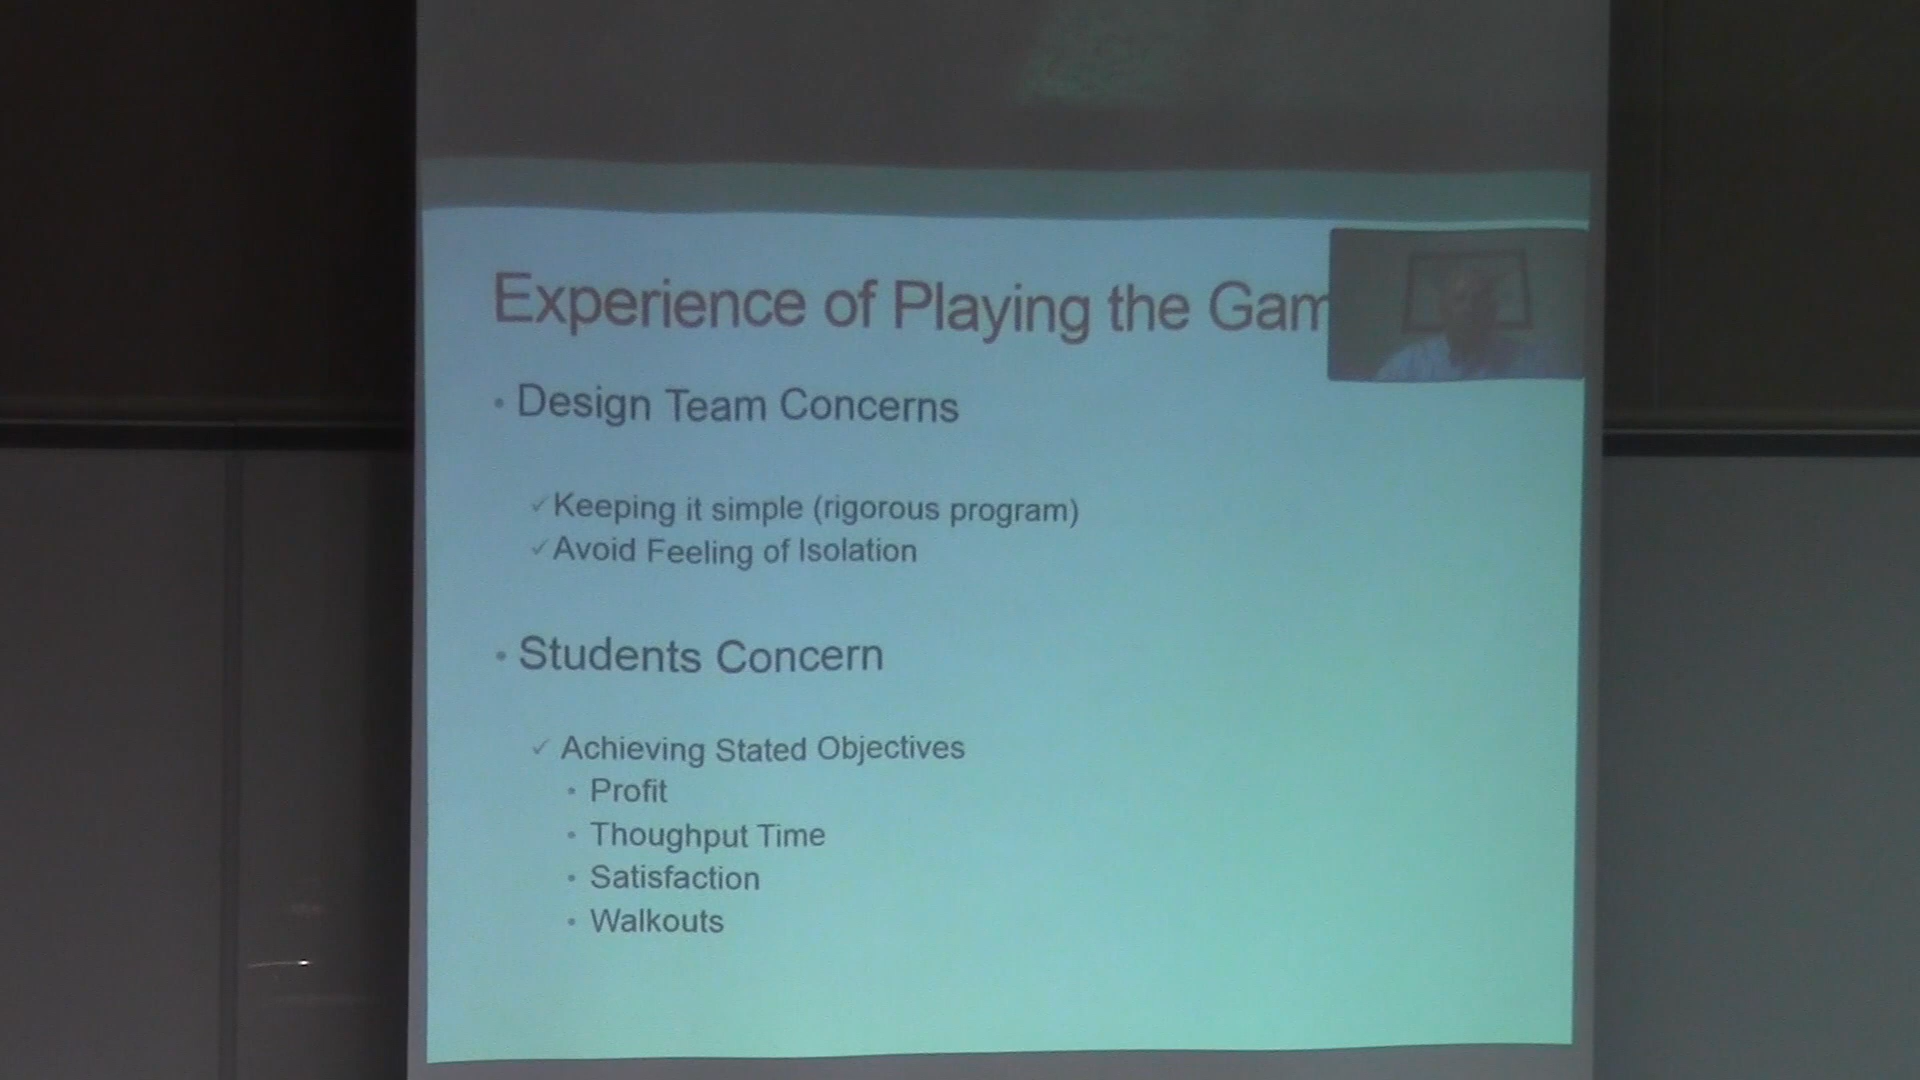 Experience of Playing the Gam
• Design Team Concerns
✓Keeping it simple (rigorous program)
✓Avoid Feeling of Isolation
• Students Concern
✓ Achieving Stated Objectives
• Profit
• Thoughput Time
• Satisfaction
• Walkouts